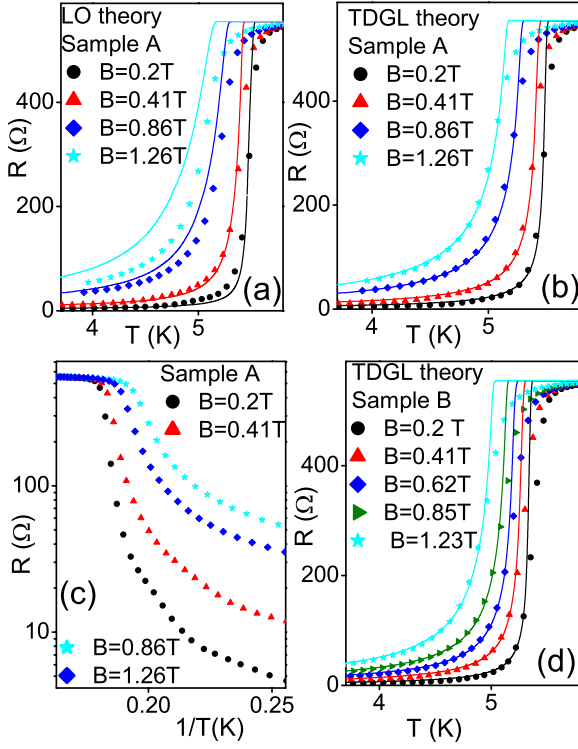 LO theory
Sample A
B=0.2T
B=0.41T
B=0.86T
B=1.26T
400
200
0
R (Ω)
4
5
T (K)
(a)
TDGL theory
Sample A
B=0.2T
B=0.41T
B=0.86T
B=1.26T
400
200
0
R (Ω)
4
5
T (K)
(b)
Sample A
B=0.2T
B=0.41T
100
10
R (Ω)
(c)
B=0.86T
B=1.26T
0.20
0.25
1/T(K)
TDGL theory
Sample B
B=0.2 T
B=0.41T
B=0.62T
B=0.85T
B=1.23T
400
200
0
R (Ω)
4
5
T (K)
(d)